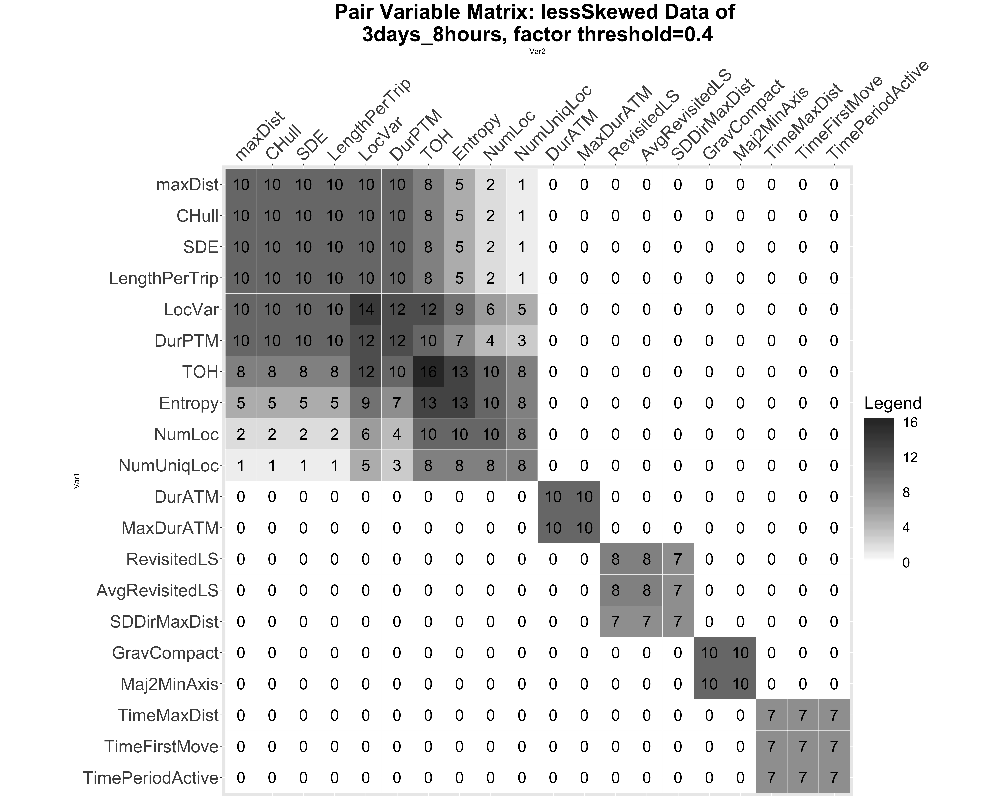 Pair Variable Matrix: lessSkewed Data of
3days_8hours, factor threshold=0.4
Var2
maxDist CHull SDE LengthPerTrip LocVar DurPTM TOH Entropy NumLoc NumUniqLoc DurATM MaxDurATM RevisitedLS AvgRevisitedLS SDDirMaxDist GravCompact Maj2MinAxis TimeMaxDist TimeFirstMove TimePeriodActive
maxDist 10 10 10 10 10 10 8 5 2 1 0 0 0 0 0 0 0 0 0 0
CHull 10 10 10 10 10 10 8 5 2 1 0 0 0 0 0 0 0 0 0 0
SDE 10 10 10 10 10 10 8 5 2 1 0 0 0 0 0 0 0 0 0 0
LengthPerTrip 10 10 10 10 10 10 8 5 2 1 0 0 0 0 0 0 0 0 0 0
LocVar 10 10 10 10 14 12 12 9 6 5 0 0 0 0 0 0 0 0 0 0
DurPTM 10 10 10 10 12 12 10 7 4 3 0 0 0 0 0 0 0 0 0 0
TOH 8 8 8 8 12 10 16 13 10 8 0 0 0 0 0 0 0 0 0 0
Entropy 5 5 5 5 9 7 13 13 10 8 0 0 0 0 0 0 0 0 0 0
NumLoc 2 2 2 2 6 4 10 10 10 8 0 0 0 0 0 0 0 0 0 0
NumUniqLoc 1 1 1 1 5 3 8 8 8 8 0 0 0 0 0 0 0 0 0 0
DurATM 0 0 0 0 0 0 0 0 0 0 10 10 0 0 0 0 0 0 0 0
MaxDurATM 0 0 0 0 0 0 0 0 0 0 10 10 0 0 0 0 0 0 0 0
RevisitedLS 0 0 0 0 0 0 0 0 0 0 0 0 8 8 7 0 0 0 0 0
AvgRevisitedLS 0 0 0 0 0 0 0 0 0 0 0 0 8 8 7 0 0 0 0 0
SDDirMaxDist 0 0 0 0 0 0 0 0 0 0 0 0 7 7 7 0 0 0 0 0
GravCompact 0 0 0 0 0 0 0 0 0 0 0 0 0 0 0 10 10 0 0 0
Maj2MinAxis 0 0 0 0 0 0 0 0 0 0 0 0 0 0 0 10 10 0 0 0
TimeMaxDist 0 0 0 0 0 0 0 0 0 0 0 0 0 0 0 0 0 7 7 7
TimeFirstMove 0 0 0 0 0 0 0 0 0 0 0 0 0 0 0 0 0 7 7 7
TimePeriodActive 0 0 0 0 0 0 0 0 0 0 0 0 0 0 0 0 0 7 7 7
Var1
Legend
16
12
8
4
0